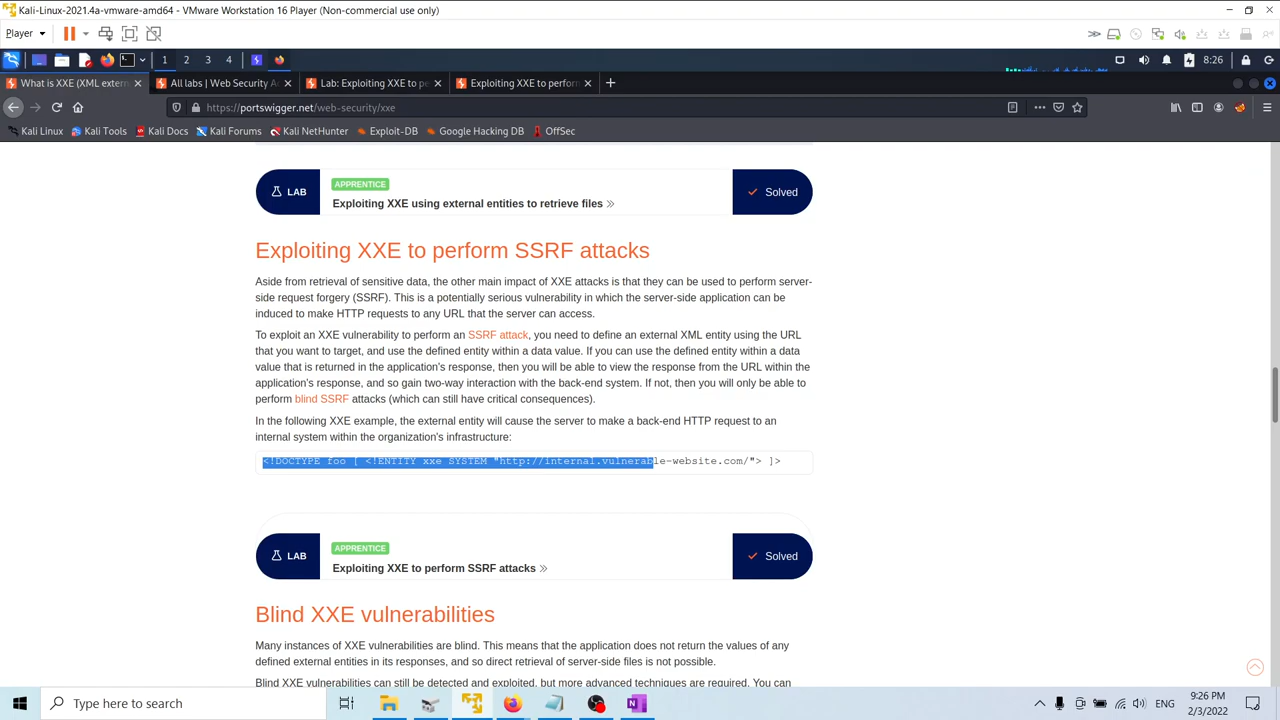 Kali-Linux-2021.4a-vmware-amd64 - VMware Workstation 16 Player (Non-commercial use only)
Player
1 2 3 4
8:26
What is XXE (XML extern
All labs | Web Security A
Lab: Exploiting XXE to pe
Exploiting XXE to perform
https://portswigger.net/web-security/xxe
Kali Linux
Kali Tools
Kali Docs
Kali Forums
Kali NetHunter
Exploit-DB
Google Hacking DB
OffSec
LAB
APPRENTICE
Exploiting XXE using external entities to retrieve files
Solved
Exploiting XXE to perform SSRF attacks
Aside from retrieval of sensitive data, the other main impact of XXE attacks is that they can be used to perform server-
side request forgery (SSRF). This is a potentially serious vulnerability in which the server-side application can be
induced to make HTTP requests to any URL that the server can access.
To exploit an XXE vulnerability to perform an SSRF attack, you need to define an external XML entity using the URL
that you want to target, and use the defined entity within a data value. If you can use the defined entity within a data
value that is returned in the application's response, then you will be able to view the response from the URL within the
application's response, and so gain two-way interaction with the back-end system. If not, then you will only be able to
perform blind SSRF attacks (which can still have critical consequences).
In the following XXE example, the external entity will cause the server to make a back-end HTTP request to an
internal system within the organization's infrastructure:
<!DOCTYPE foo [ <!ENTITY xxe SYSTEM "http://internal.vulnerable-website.com/"> ]>
LAB
APPRENTICE
Exploiting XXE to perform SSRF attacks
Solved
Blind XXE vulnerabilities
Many instances of XXE vulnerabilities are blind. This means that the application does not return the values of any
defined external entities in its responses, and so direct retrieval of server-side files is not possible.
Blind XXE vulnerabilities can still be detected and exploited, but more advanced techniques are required. You can
Type here to search
ENG
9:26 PM
2/3/2022